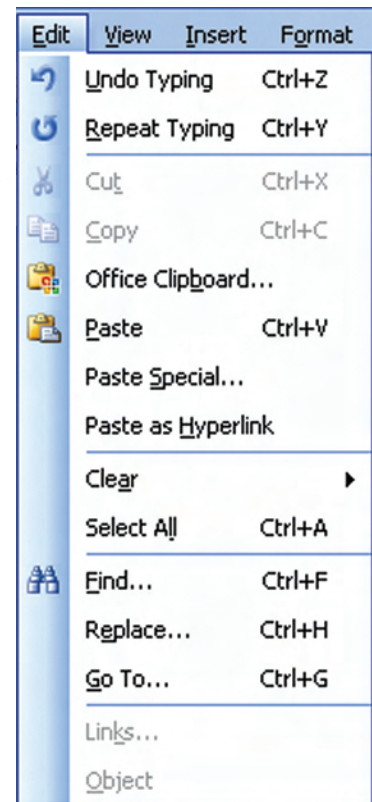 Edit View Insert Format
Undo Typing Ctrl+Z
Repeat Typing Ctrl+Y
Cut Ctrl+X
Copy Ctrl+C
Office Clipboard...
Paste Ctrl+V
Paste Special...
Paste as Hyperlink
Clear
Select All Ctrl+A
Find... Ctrl+F
Replace... Ctrl+H
Go To... Ctrl+G
Links...
Object